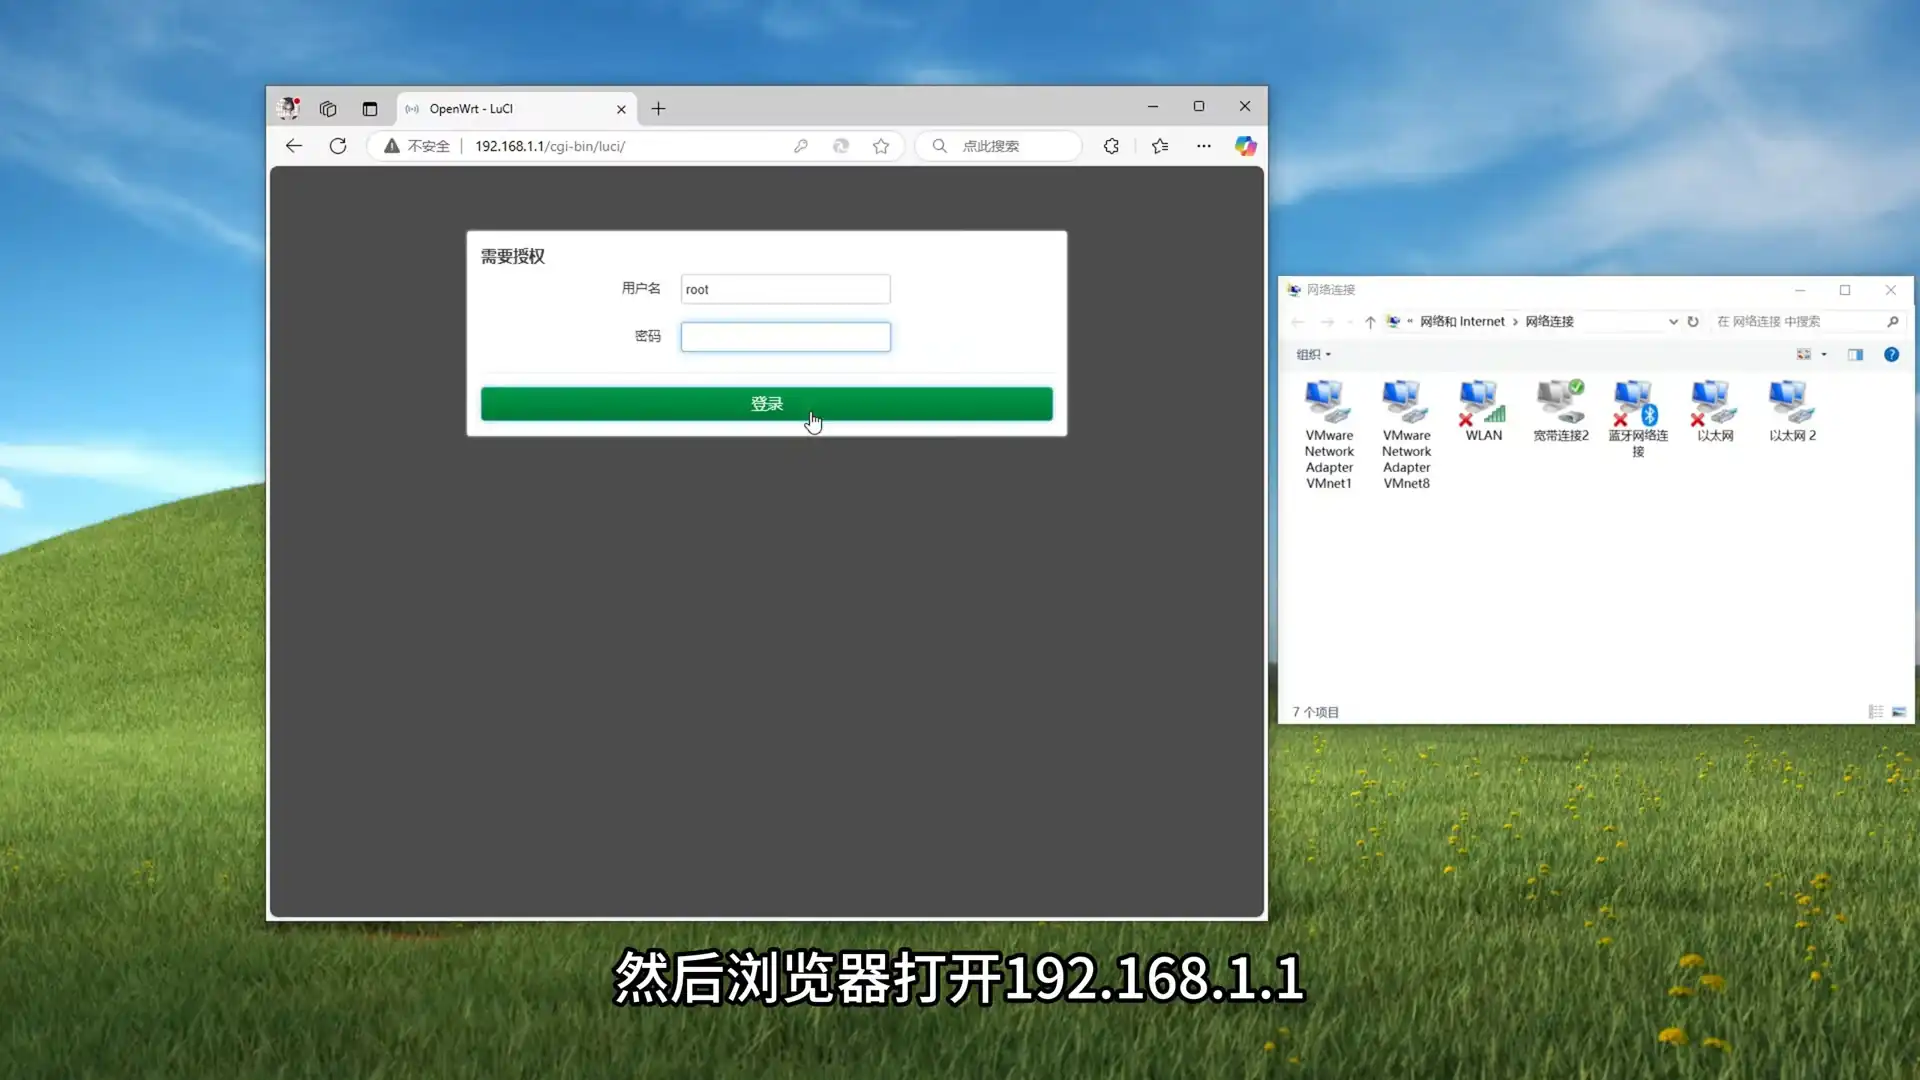 OpenWrt - LuCI
不安全
192.168.1.1/cgi-bin/luci/
点此搜索
需要授权
用户名
root
密码
登录
网络连接
« 网络和 Internet › 网络连接
在 网络连接 中搜索
组织
VMware
Network
Adapter
VMnet1
VMware
Network
Adapter
VMnet8
WLAN
宽带连接2
蓝牙网络连
接
以太网
以太网 2
7 个项目
然后浏览器打开192.168.1.1